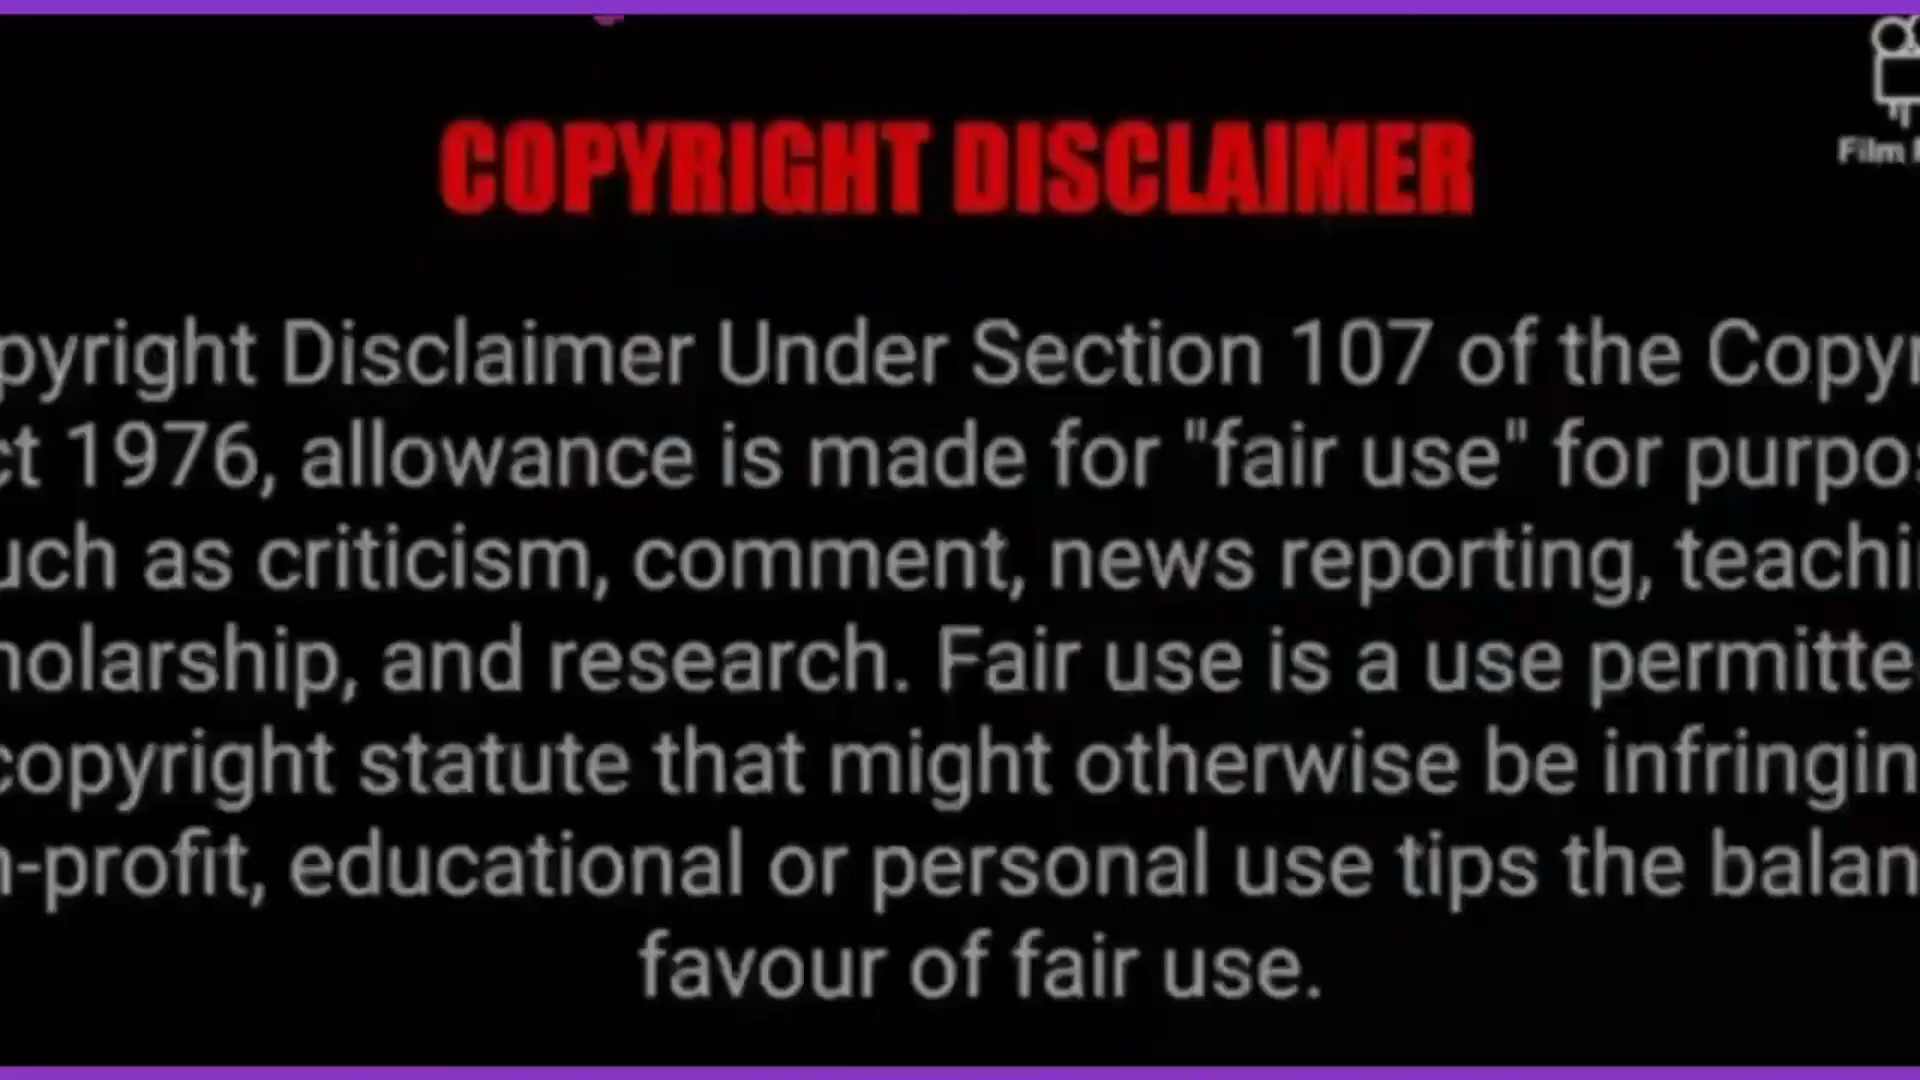 COPYRIGHT DISCLAIMER
Film
pyright Disclaimer Under Section 107 of the Copyr
ct 1976, allowance is made for "fair use" for purpos
uch as criticism, comment, news reporting, teachi
holarship, and research. Fair use is a use permitte
copyright statute that might otherwise be infringin
n-profit, educational or personal use tips the balan
favour of fair use.